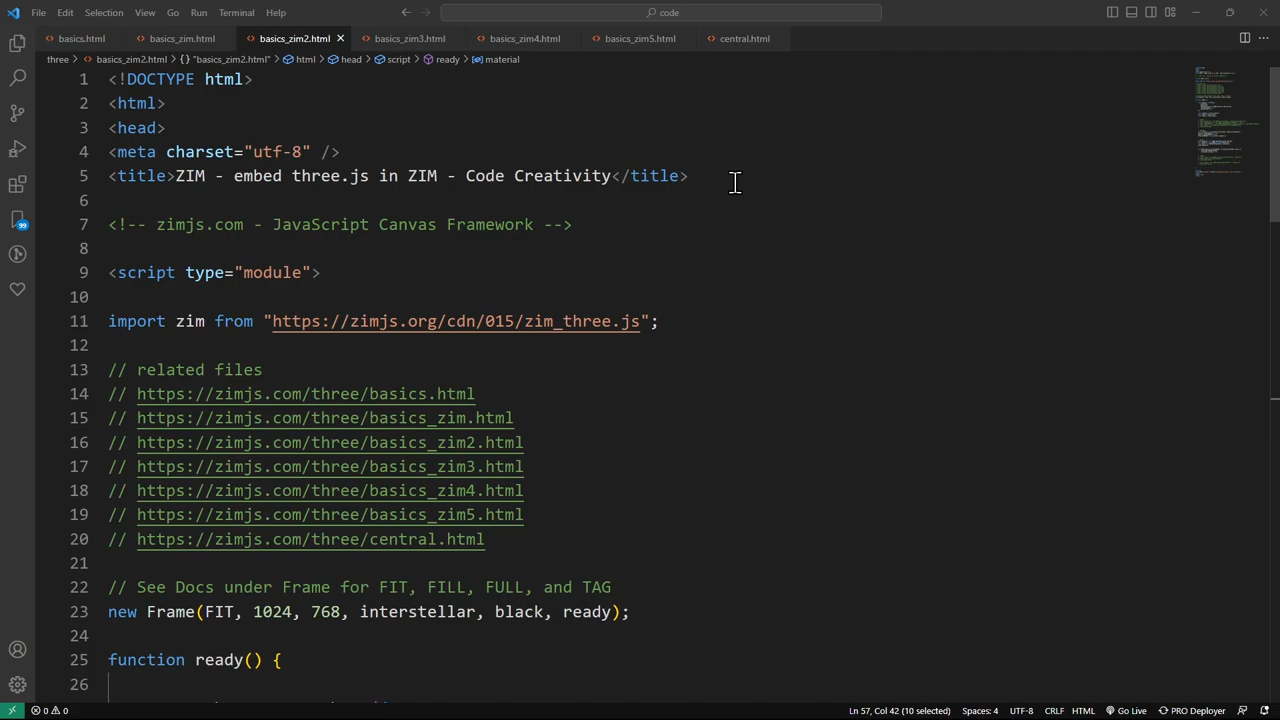 File Edit Selection View Go Run Terminal Help code
basics.html basics_zim.html basics_zim2.html basics_zim3.html basics_zim4.html basics_zim5.html central.html
three > basics_zim2.html > {} "basics_zim2.html" > html > head > script > ready > material
1 <!DOCTYPE html>
2 <html>
3 <head>
4 <meta charset="utf-8" />
5 <title>ZIM - embed three.js in ZIM - Code Creativity</title>
6
7 <!-- zimjs.com - JavaScript Canvas Framework -->
8
9 <script type="module">
10
11 import zim from "https://zimjs.org/cdn/015/zim_three.js";
12
13 // related files
14 // https://zimjs.com/three/basics.html
15 // https://zimjs.com/three/basics_zim.html
16 // https://zimjs.com/three/basics_zim2.html
17 // https://zimjs.com/three/basics_zim3.html
18 // https://zimjs.com/three/basics_zim4.html
19 // https://zimjs.com/three/basics_zim5.html
20 // https://zimjs.com/three/central.html
21
22 // See Docs under Frame for FIT, FILL, FULL, and TAG
23 new Frame(FIT, 1024, 768, interstellar, black, ready);
24
25 function ready() {
26
99
0 0 Ln 57, Col 42 (10 selected) Spaces: 4 UTF-8 CRLF HTML Go Live PRO Deployer